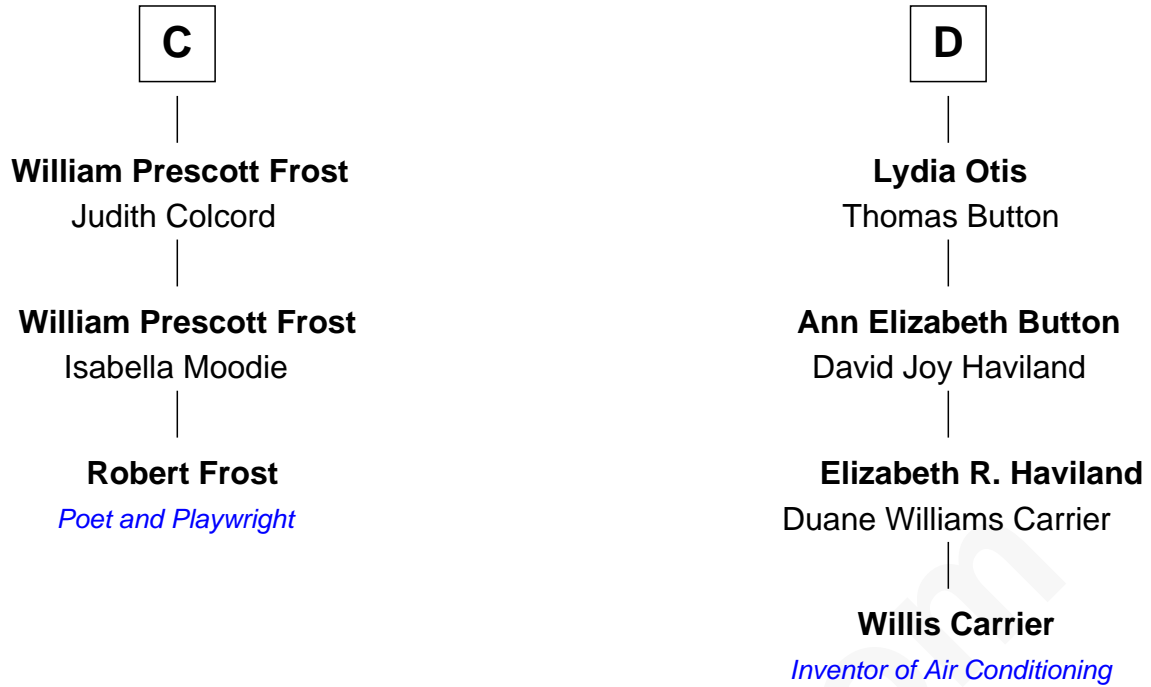 C
William Prescott Frost
Judith Colcord
William Prescott Frost
Isabella Moodie
Robert Frost
Poet and Playwright
D
Lydia Otis
Thomas Button
Ann Elizabeth Button
David Joy Haviland
Elizabeth R. Haviland
Duane Williams Carrier
Willis Carrier
Inventor of Air Conditioning